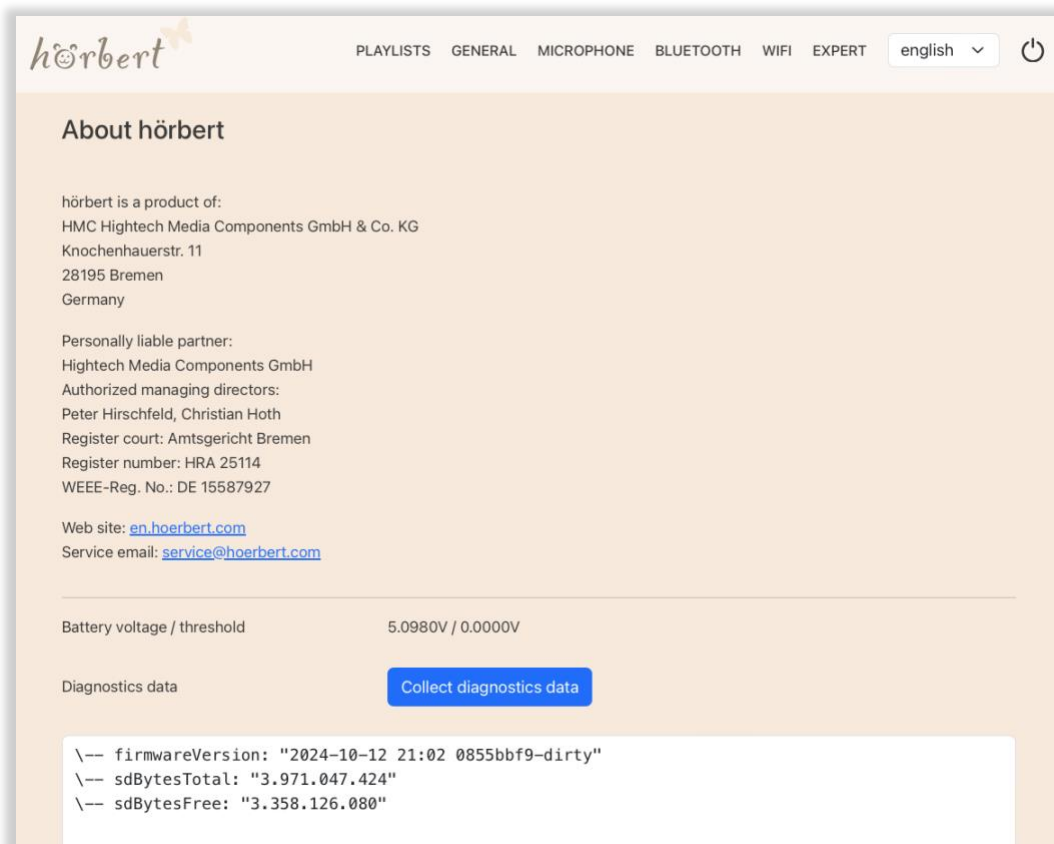 hörbert
PLAYLISTS GENERAL MICROPHONE BLUETOOTH WIFI EXPERT english
About hörbert
hörbert is a product of:
HMC Hightech Media Components GmbH & Co. KG
Knochenhauerstr. 11
28195 Bremen
Germany
Personally liable partner:
Hightech Media Components GmbH
Authorized managing directors:
Peter Hirschfeld, Christian Hoth
Register court: Amtsgericht Bremen
Register number: HRA 25114
WEEE-Reg. No.: DE 15587927
Web site: en.hoerbert.com
Service email: service@hoerbert.com
Battery voltage / threshold 5.0980V / 0.0000V
Diagnostics data Collect diagnostics data
\-- firmwareVersion: "2024-10-12 21:02 0855bbf9-dirty"
\-- sdBytesTotal: "3.971.047.424"
\-- sdBytesFree: "3.358.126.080"